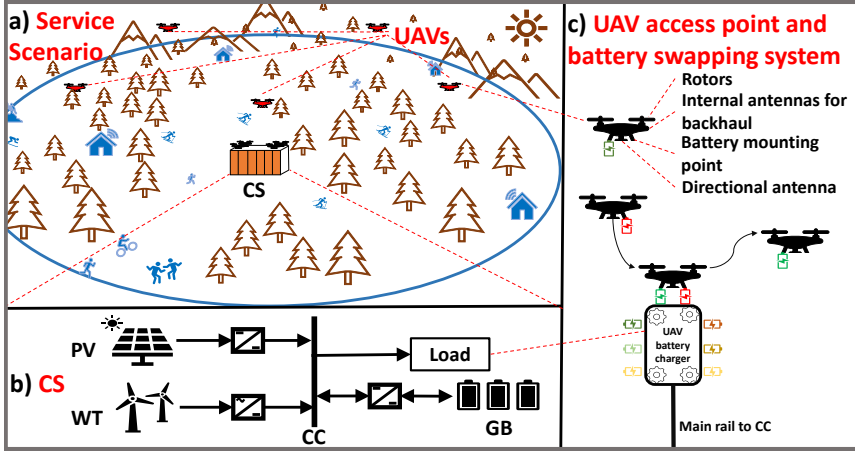 a) Service
Scenario
UAVs
CS
c) UAV access point and
battery swapping system
Rotors
Internal antennas for
backhaul
Battery mounting
point
Directional antenna
UAV
battery
charger
Main rail to CC
b) CS
PV
WT
CC
Load
GB